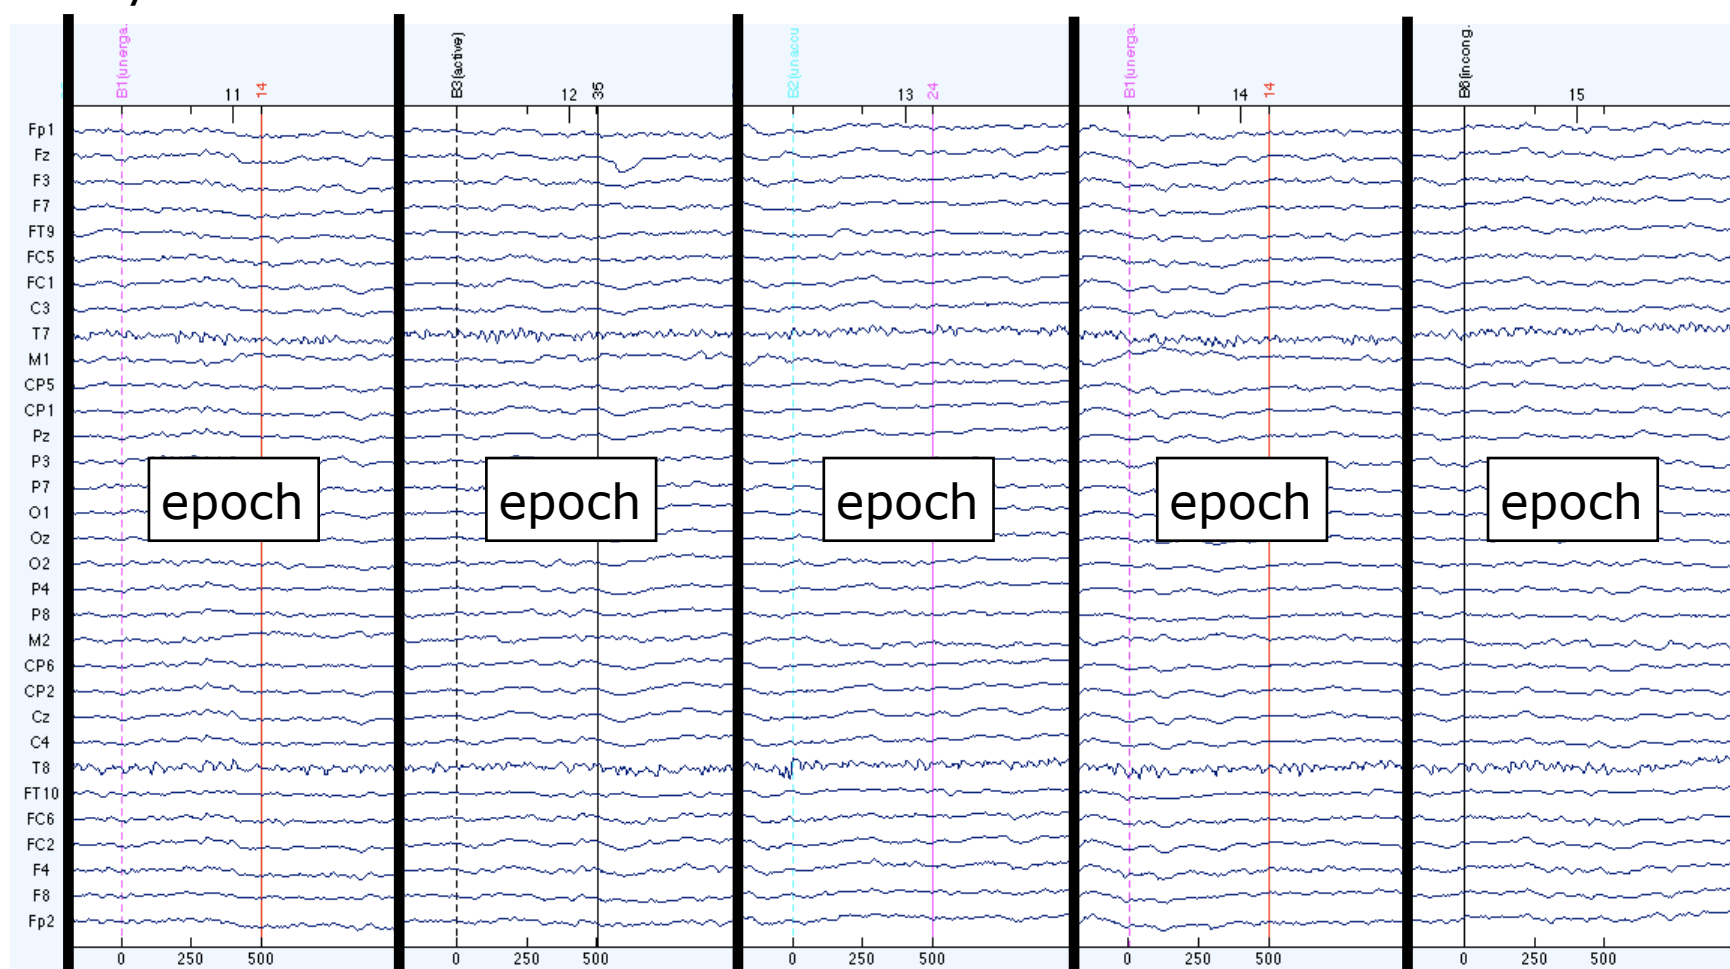 B1(unerga.
B3(active)
B2(unaccu
B1(unerga.
B6(incong.
11 14 12 35 13 24 14 14 15
Fp1
Fz
F3
F7
FT9
FC5
FC1
C3
T7
M1
CP5
CP1
Pz
P3
P7
epoch epoch epoch epoch epoch
O1
Oz
O2
P4
P8
M2
CP6
CP2
Cz
C4
T8
FT10
FC6
FC2
F4
F8
Fp2
0 250 500 0 250 500 0 250 500 0 250 500 0 250 500